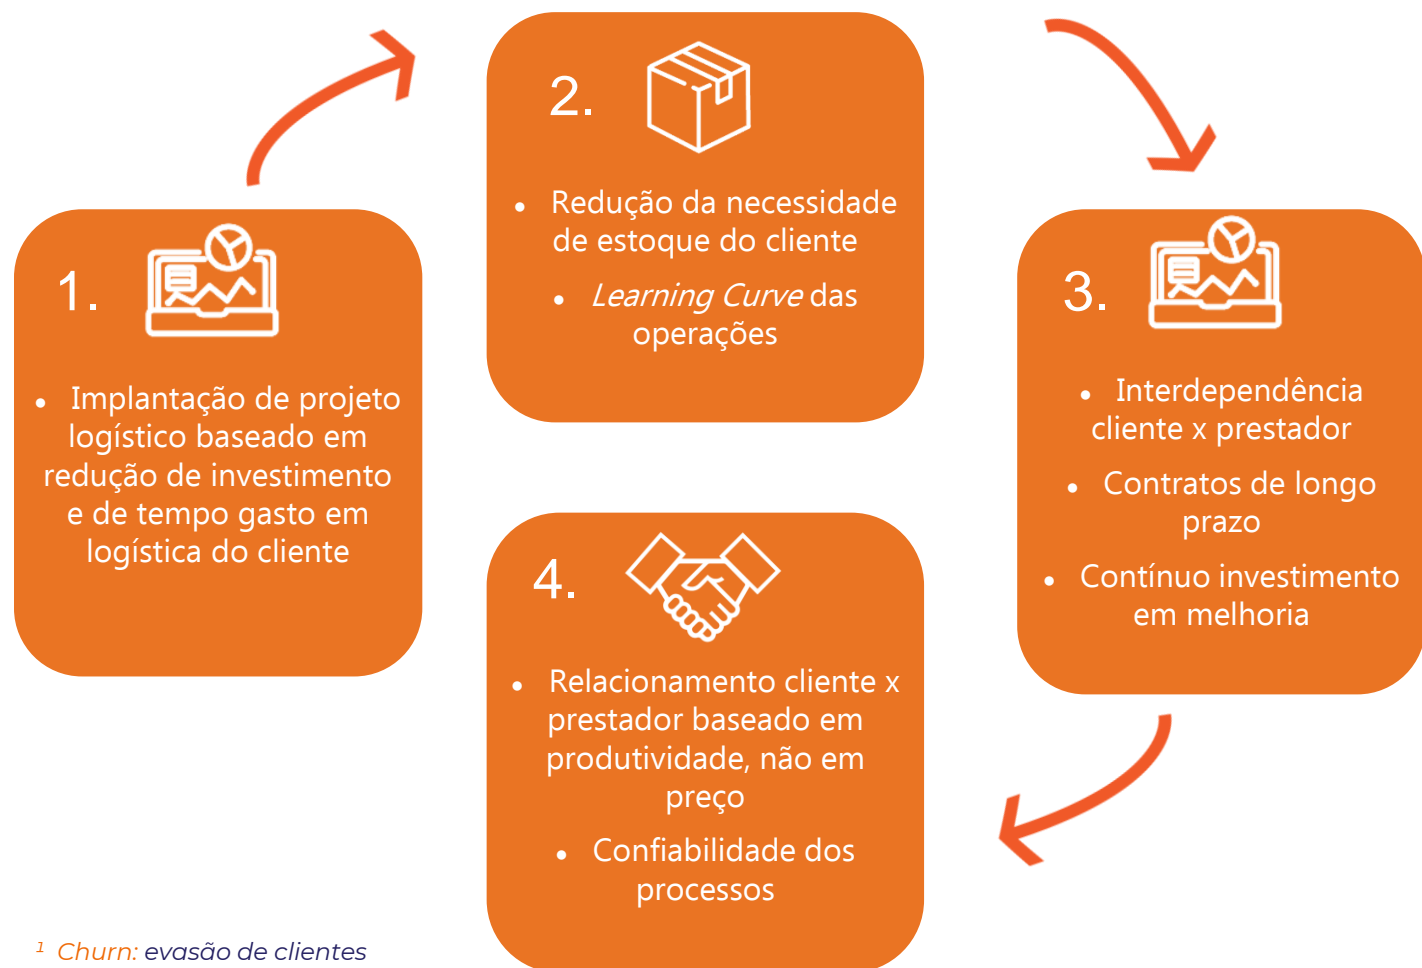 1.
• Implantação de projeto
logístico baseado em
redução de investimento
e de tempo gasto em
logística do cliente
2.
• Redução da necessidade
de estoque do cliente
• Learning Curve das
operações
3.
• Interdependência
cliente x prestador
• Contratos de longo
prazo
• Contínuo investimento
em melhoria
4.
• Relacionamento cliente x
prestador baseado em
produtividade, não em
preço
• Confiabilidade dos
processos
¹ Churn: evasão de clientes